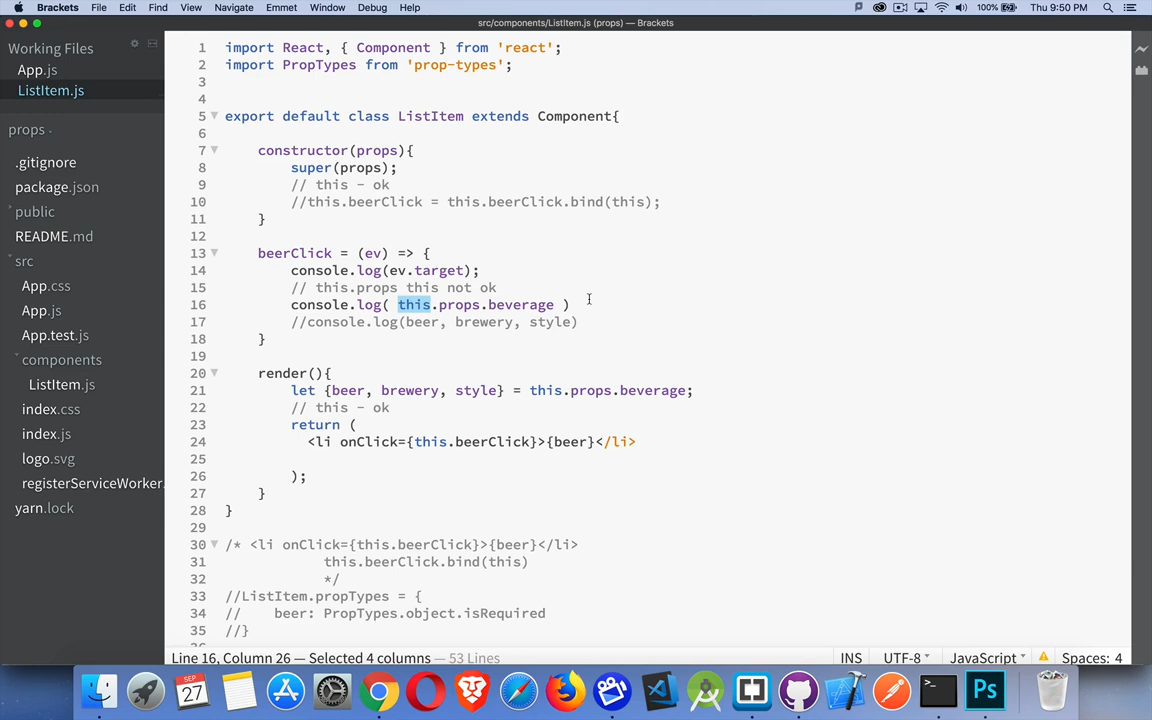 Brackets File Edit View Navigate Emmet Window Debug Help 100% Thu 9:50 PM
src/components/ListItem.js (props) — Brackets
Working Files
App.js
ListItem.js
props
.gitignore
package.json
public
README.md
src
App.css
App.js
App.test.js
components
ListItem.js
index.css
index.js
logo.svg
registerServiceWorker.
yarn.lock
1 import React, { Component } from 'react';
2 import PropTypes from 'prop-types';
3
4
5 export default class ListItem extends Component{
6
7 constructor(props){
8 super(props);
9 // this - ok
10 //this.beerClick = this.beerClick.bind(this);
11 }
12
13 beerClick = (ev) => {
14 console.log(ev.target);
15 // this.props this not ok
16 console.log( this.props.beverage )
17 //console.log(beer, brewery, style)
18 }
19
20 render(){
21 let {beer, brewery, style} = this.props.beverage;
22 // this - ok
23 return (
24 <li onClick={this.beerClick}>{beer}</li>
25
26 );
27 }
28 }
29
30 /* <li onClick={this.beerClick}>{beer}</li>
31 this.beerClick.bind(this)
32 */
33 //ListItem.propTypes = {
34 // beer: PropTypes.object.isRequired
35 //}
Line 16, Column 26 — Selected 4 columns — 53 Lines INS UTF-8 JavaScript Spaces: 4
SEP
27
Ps